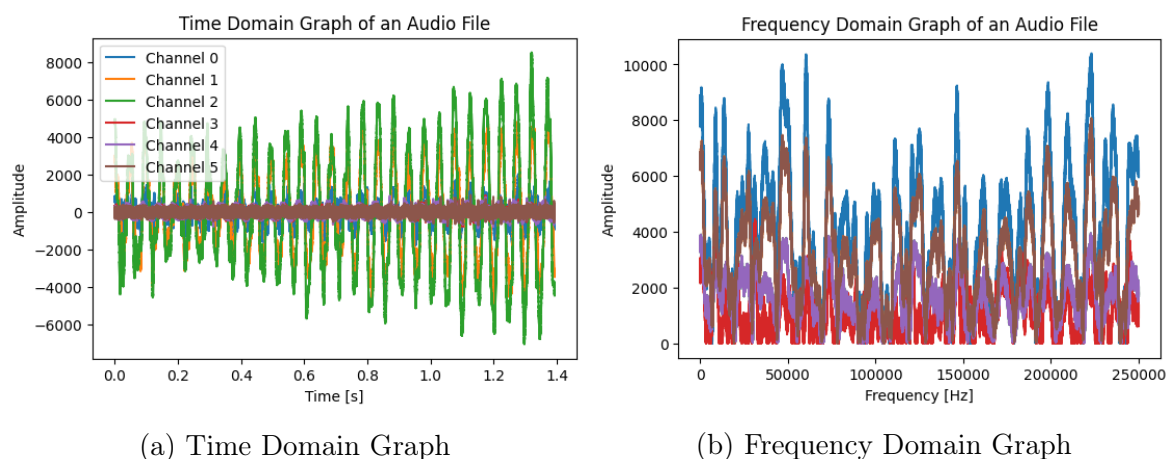 Time Domain Graph of an Audio File
8000
6000
4000
2000
0
−2000
−4000
−6000
Amplitude
Channel 0
Channel 1
Channel 2
Channel 3
Channel 4
Channel 5
0.0 0.2 0.4 0.6 0.8 1.0 1.2 1.4
Time [s]
(a) Time Domain Graph
Frequency Domain Graph of an Audio File
10000
8000
6000
4000
2000
0
Amplitude
0 50000 100000 150000 200000 250000
Frequency [Hz]
(b) Frequency Domain Graph